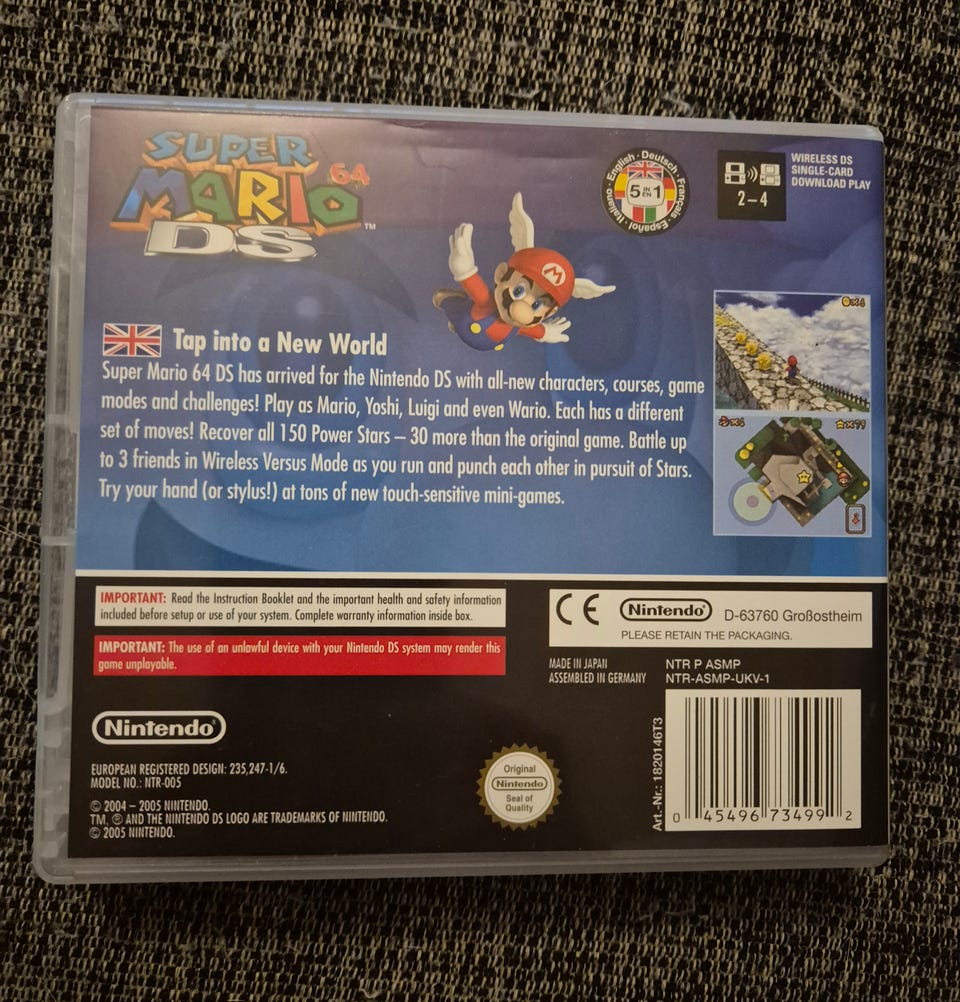 SUPER
MARIO 64
DS™
English · Deutsch · Français · Español · Italiano ·
5 IN EN 1
2 – 4
WIRELESS DS
SINGLE-CARD
DOWNLOAD PLAY
M
Tap into a New World
Super Mario 64 DS has arrived for the Nintendo DS with all-new characters, courses, game
modes and challenges! Play as Mario, Yoshi, Luigi and even Wario. Each has a different
set of moves! Recover all 150 Power Stars – 30 more than the original game. Battle up
to 3 friends in Wireless Versus Mode as you run and punch each other in pursuit of Stars.
Try your hand (or stylus!) at tons of new touch-sensitive mini-games.
IMPORTANT: Read the Instruction Booklet and the important health and safety information
included before setup or use of your system. Complete warranty information inside box.
IMPORTANT: The use of an unlawful device with your Nintendo DS system may render this
game unplayable.
CE Nintendo® D-63760 Großostheim
PLEASE RETAIN THE PACKAGING.
MADE IN JAPAN
ASSEMBLED IN GERMANY
NTR P ASMP
NTR-ASMP-UKV-1
Nintendo®
EUROPEAN REGISTERED DESIGN: 235,247-1/6.
MODEL NO.: NTR-005
© 2004 – 2005 NINTENDO.
TM, ® AND THE NINTENDO DS LOGO ARE TRADEMARKS OF NINTENDO.
© 2005 NINTENDO.
Original
Nintendo
Seal of
Quality
Art.-Nr.: 1820146T3
0 45496 73499 2